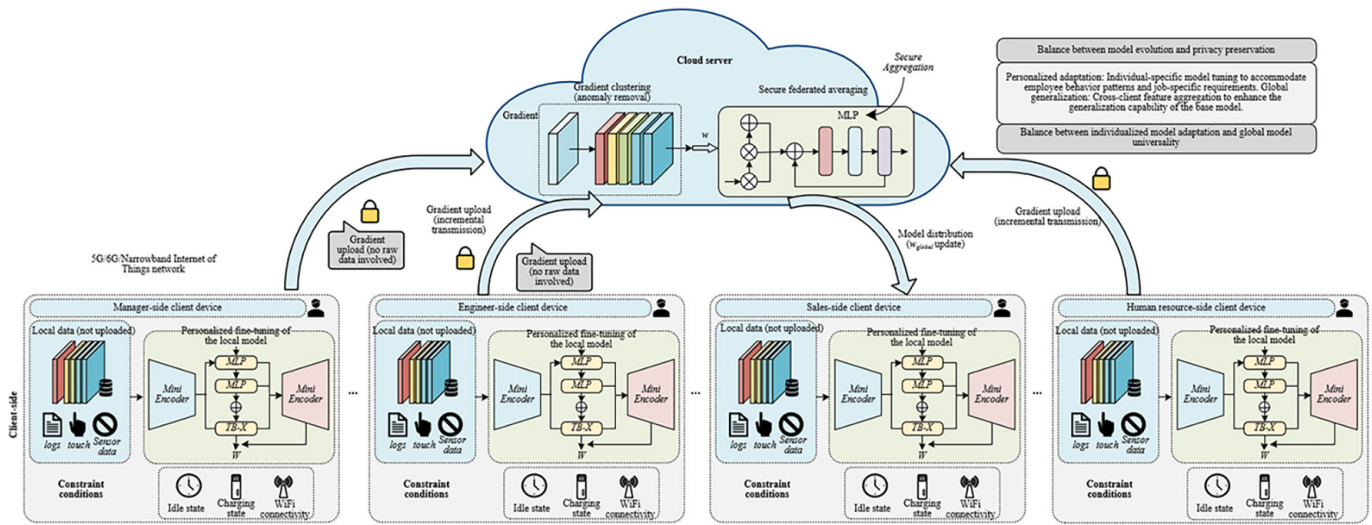 Cloud server
Secure
Aggregation
Gradient clustering
(anomaly removal)
Secure federated averaging
Gradient
MLP
w
Balance between model evolution and privacy preservation
Personalized adaptation: Individual-specific model tuning to accommodate
employee behavior patterns and job-specific requirements. Global
generalization: Cross-client feature aggregation to enhance the
generalization capability of the base model.
Balance between individualized model adaptation and global model
universality
5G/6G/Narrowband Internet of
Things network
Gradient
upload (no raw
data involved)
Gradient upload
(incremental
transmission)
Gradient
upload (no raw
data involved)
Model distribution
(wglobal update)
Gradient upload
(incremental transmission)
Client-side
Manager-side client device
Local data (not uploaded)
Personalized fine-tuning of
the local model
Mini
Encoder
MLP
MLP
TB-X
W
Mini
Encoder
logs
touch
Sensor
data
...
Constraint
conditions
Idle state
Charging
state
WiFi
connectivity
Engineer-side client device
Local data (not uploaded)
Personalized fine-tuning of
the local model
Mini
Encoder
MLP
MLP
TB-X
W
Mini
Encoder
logs
touch
Sensor
data
...
Constraint
conditions
Idle state
Charging
state
WiFi
connectivity
Sales-side client device
Local data (not uploaded)
Personalized fine-tuning of
the local model
Mini
Encoder
MLP
MLP
TB-X
W
Mini
Encoder
logs
touch
Sensor
data
...
Constraint
conditions
Idle state
Charging
state
WiFi
connectivity
Human resource-side client device
Local data (not uploaded)
Personalized fine-tuning of
the local model
Mini
Encoder
MLP
MLP
TB-X
W
Mini
Encoder
logs
touch
Sensor
data
Constraint
conditions
Idle state
Charging
state
WiFi
connectivity